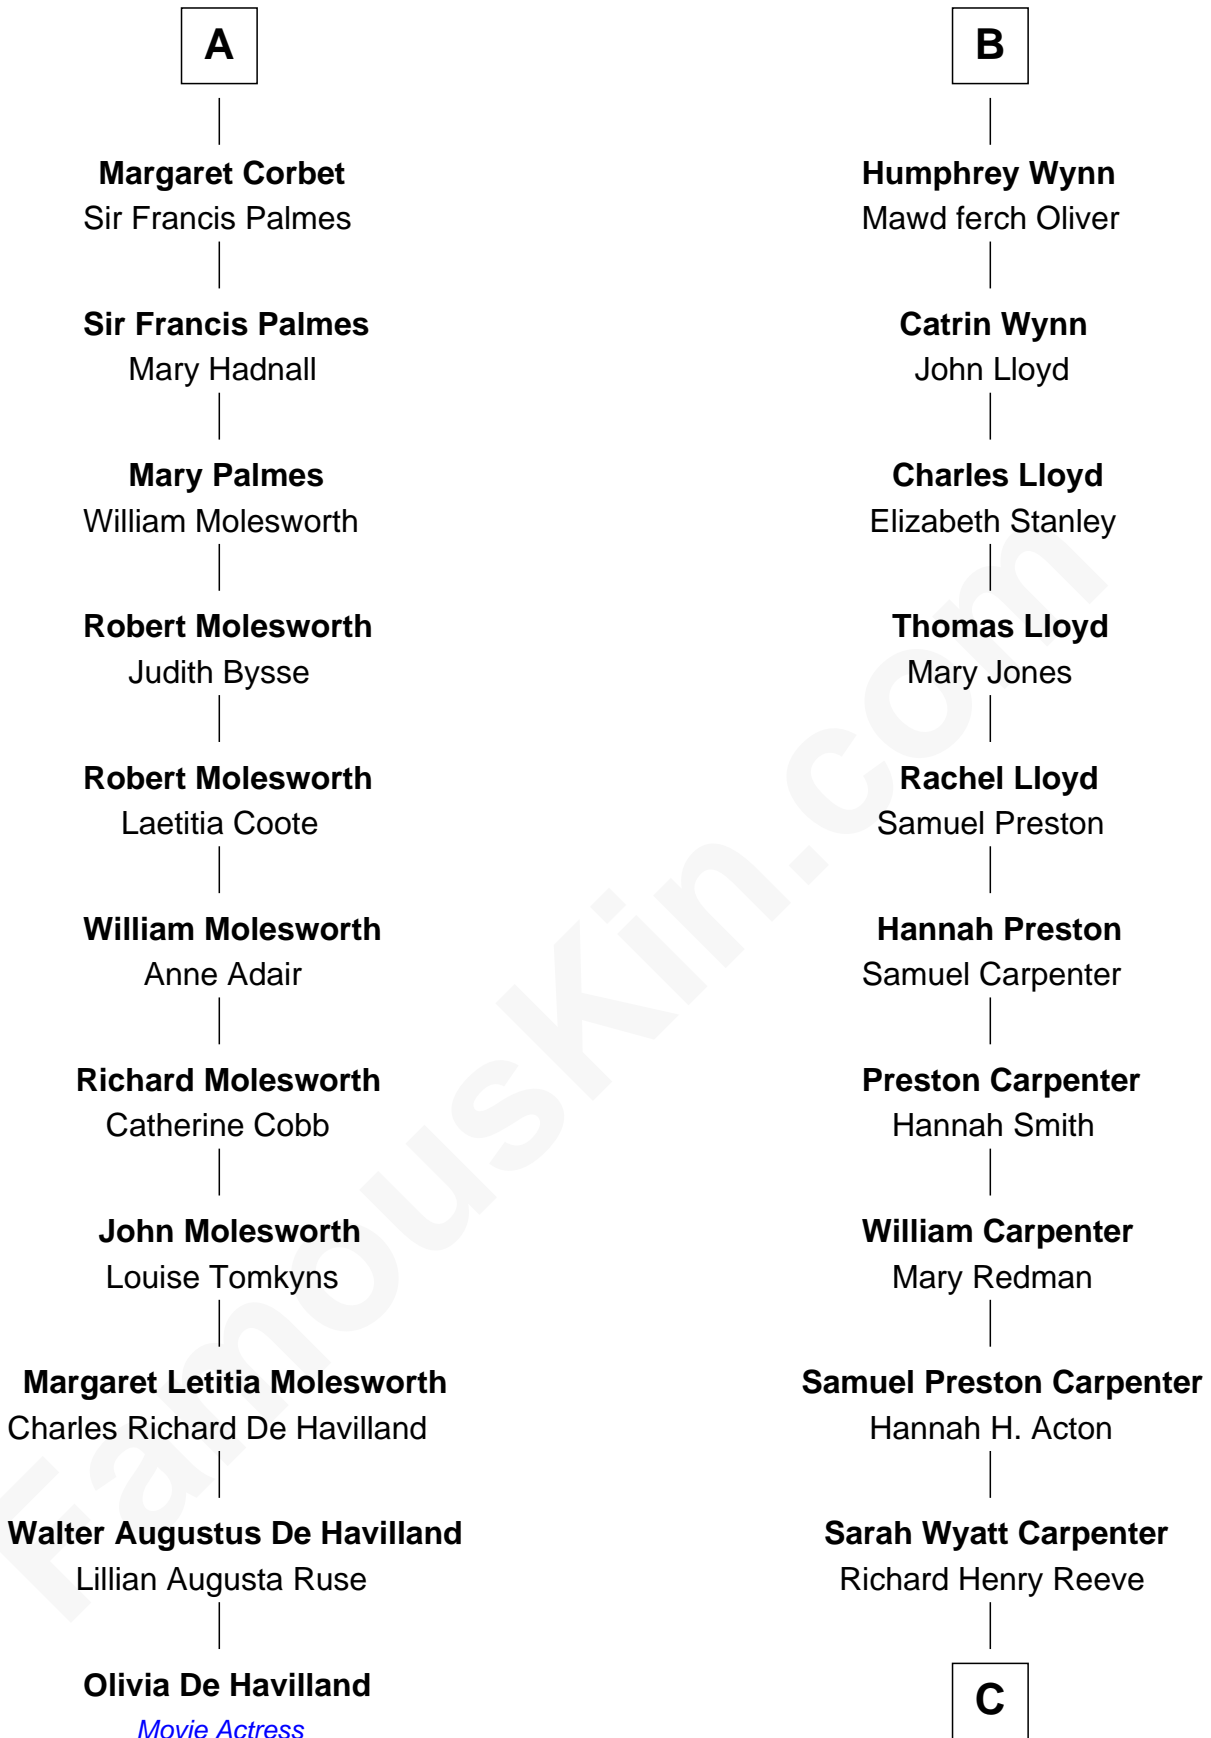 A
Margaret Corbet
Sir Francis Palmes
Sir Francis Palmes
Mary Hadnall
Mary Palmes
William Molesworth
Robert Molesworth
Judith Bysse
Robert Molesworth
Laetitia Coote
William Molesworth
Anne Adair
Richard Molesworth
Catherine Cobb
John Molesworth
Louise Tomkyns
Margaret Letitia Molesworth
Charles Richard De Havilland
Walter Augustus De Havilland
Lillian Augusta Ruse
Olivia De Havilland
Movie Actress
B
Humphrey Wynn
Mawd ferch Oliver
Catrin Wynn
John Lloyd
Charles Lloyd
Elizabeth Stanley
Thomas Lloyd
Mary Jones
Rachel Lloyd
Samuel Preston
Hannah Preston
Samuel Carpenter
Preston Carpenter
Hannah Smith
William Carpenter
Mary Redman
Samuel Preston Carpenter
Hannah H. Acton
Sarah Wyatt Carpenter
Richard Henry Reeve
C
FamousKin.com